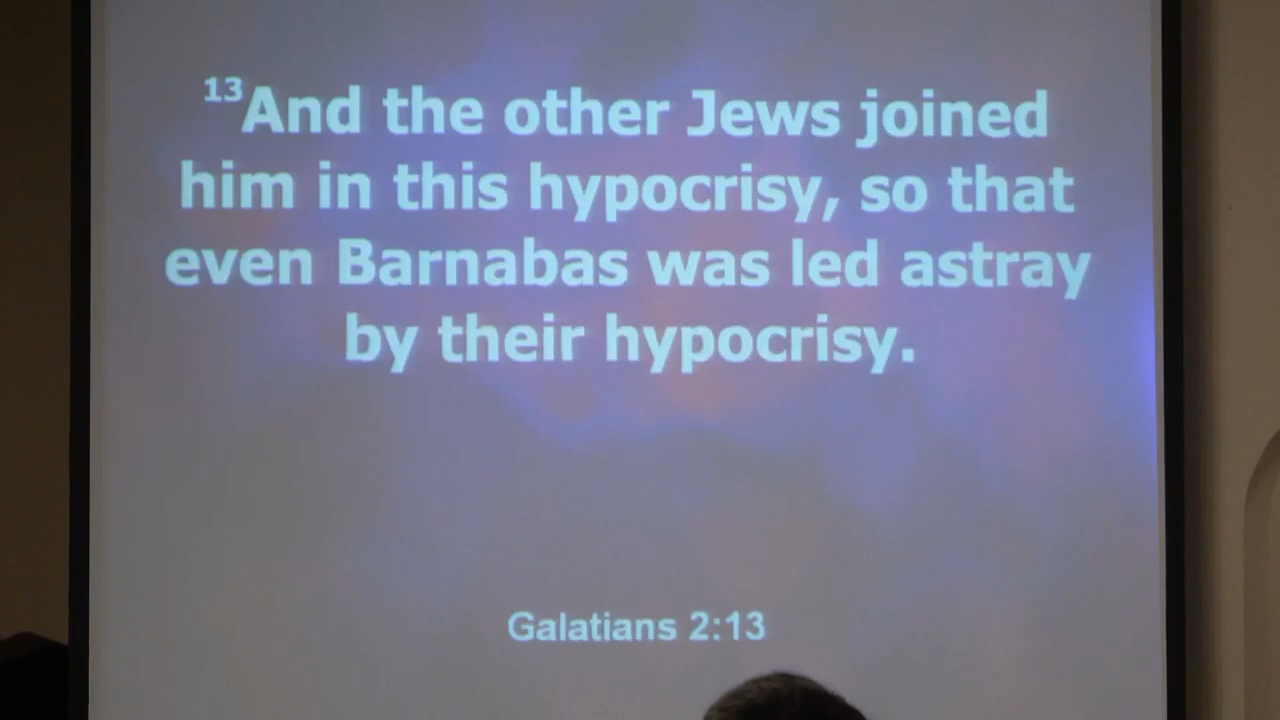 13And the other Jews joined
him in this hypocrisy, so that
even Barnabas was led astray
by their hypocrisy.
Galatians 2:13